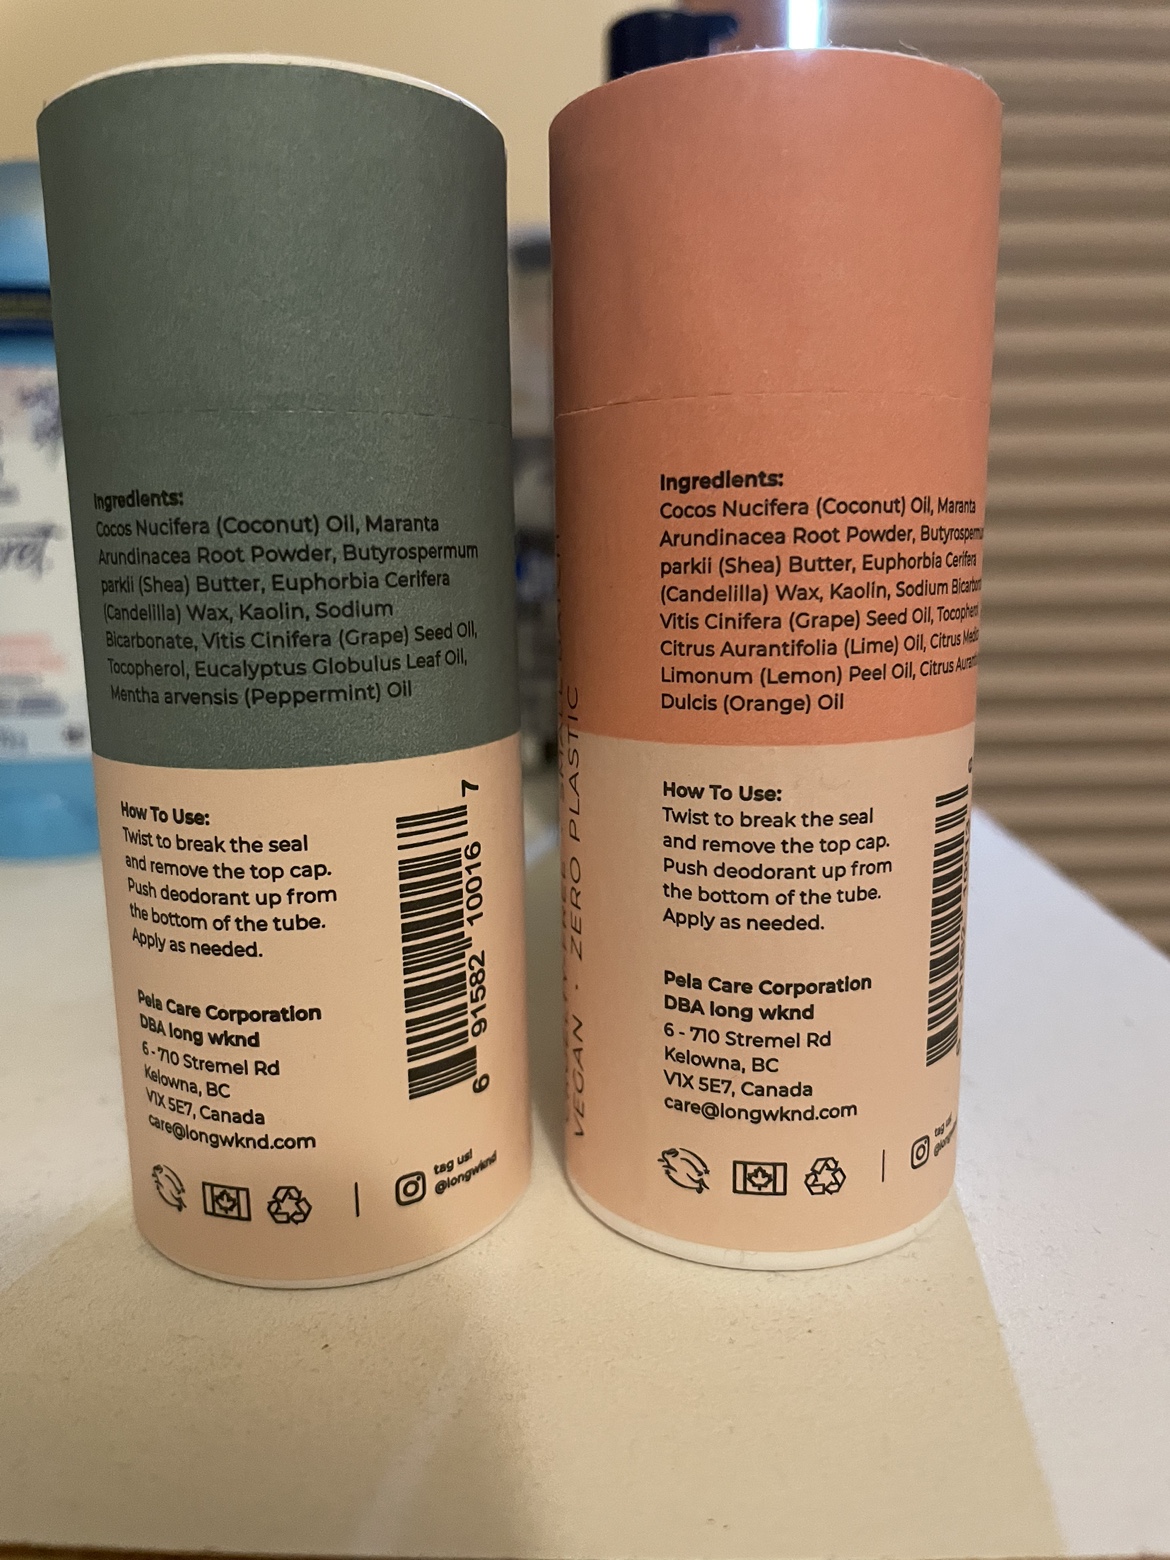 Ingredients:
Cocos Nucifera (Coconut) Oil, Maranta
Arundinacea Root Powder, Butyrospermum
parkii (Shea) Butter, Euphorbia Cerifera
(Candelilla) Wax, Kaolin, Sodium
Bicarbonate, Vitis Cinifera (Grape) Seed Oil,
Tocopherol, Eucalyptus Globulus Leaf Oil,
Mentha arvensis (Peppermint) Oil
How To Use:
Twist to break the seal
and remove the top cap.
Push deodorant up from
the bottom of the tube.
Apply as needed.
Pela Care Corporation
DBA long wknd
6 - 710 Stremel Rd
Kelowna, BC
V1X 5E7, Canada
care@longwknd.com
6 91582 10016 7
tag us!
@longwknd
VEGAN . ZERO PLASTIC
Ingredients:
Cocos Nucifera (Coconut) Oil, Maranta
Arundinacea Root Powder, Butyrospermum
parkii (Shea) Butter, Euphorbia Cerifera
(Candelilla) Wax, Kaolin, Sodium
Vitis Cinifera (Grape) Seed Oil,
Citrus Aurantifolia (Lime) Oil, Citrus
Limonum (Lemon) Peel Oil, Citrus
Dulcis (Orange) Oil
How To Use:
Twist to break the seal
and remove the top cap.
Push deodorant up from
the bottom of the tube.
Apply as needed.
Pela Care Corporation
DBA long wknd
6 - 710 Stremel Rd
Kelowna, BC
V1X 5E7, Canada
care@longwknd.com
tag us!